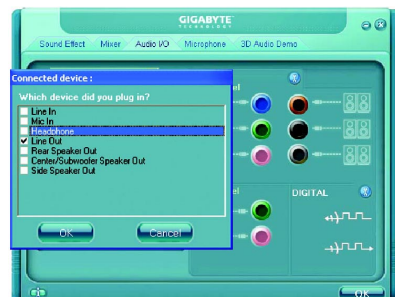 GIGABYTE
TECHNOLOGY
Sound Effect Mixer Audio I/O Microphone 3D Audio Demo
Connected device :
Which device did you plug in?
Line In
Mic In
Headphone
Line Out
Rear Speaker Out
Center/Subwoofer Speaker Out
Side Speaker Out
OK Cancel
DIGITAL
OK